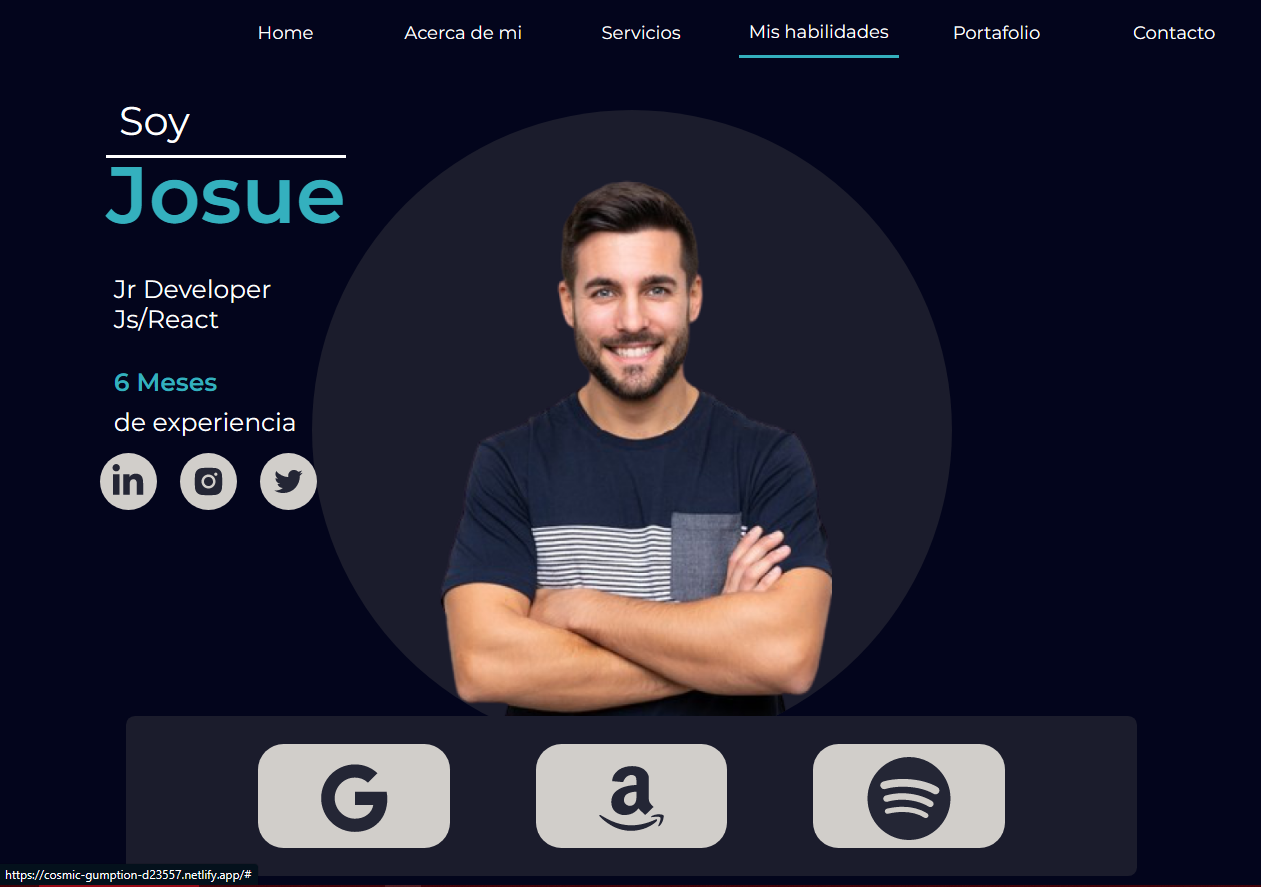 Home Acerca de mi Servicios Mis habilidades Portafolio Contacto
Soy
Josue
Jr Developer
Js/React
6 Meses
de experiencia
in
G a
https://cosmic-gumption-d23557.netlify.app/#